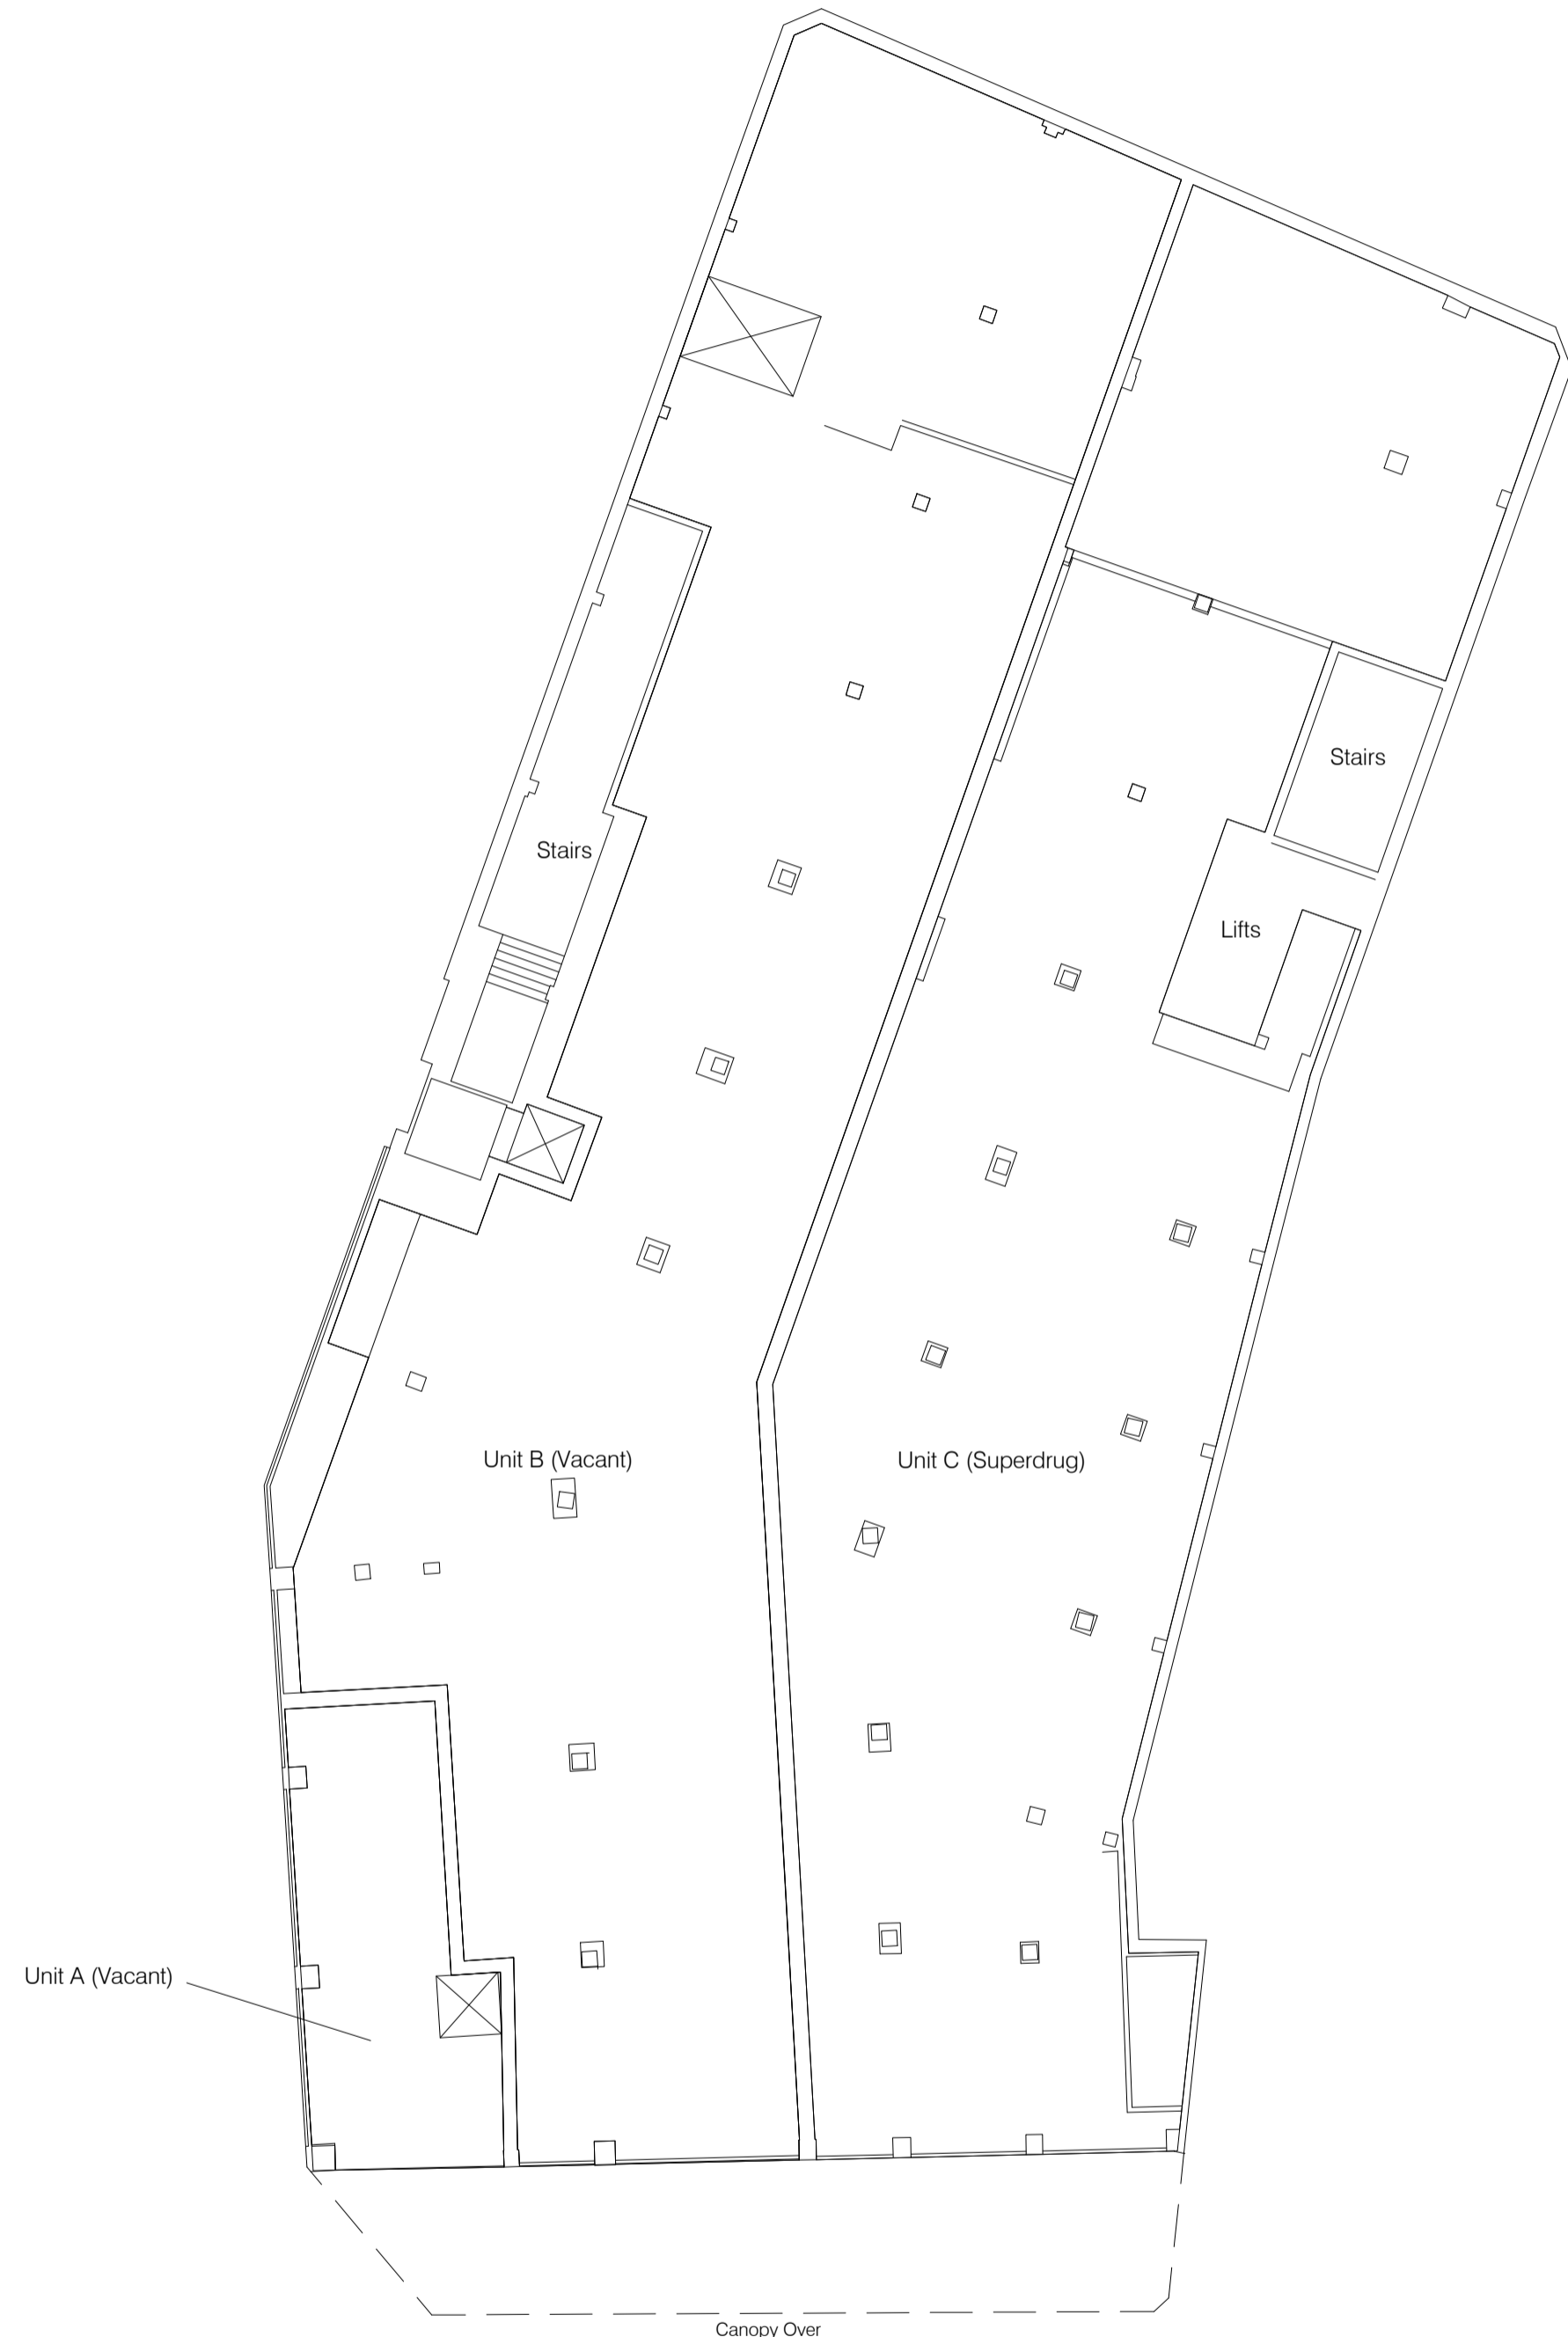 Stairs
Stairs
Lifts
Unit B (Vacant)
Unit C (Superdrug)
Unit A (Vacant)
Canopy Over